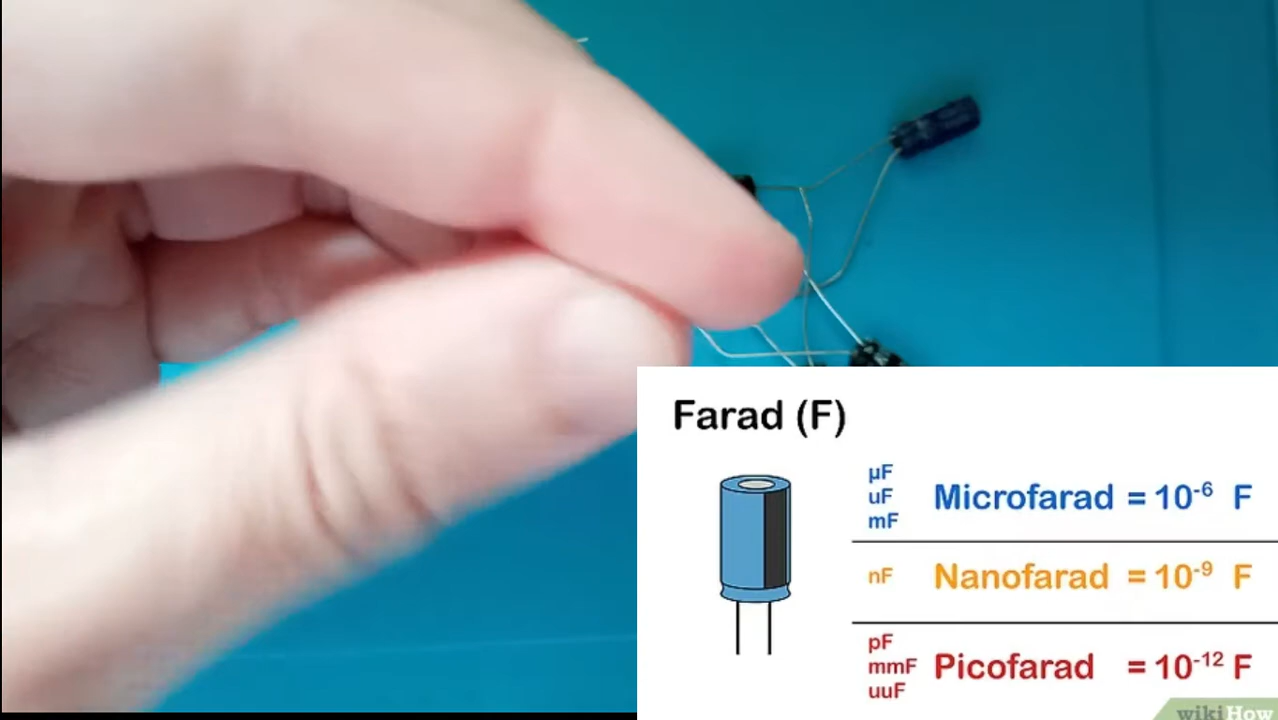 Farad (F)
µF
uF
mF
Microfarad = 10⁻⁶ F
nF
Nanofarad = 10⁻⁹ F
pF
mmF
uuF
Picofarad = 10⁻¹² F
wikiHow